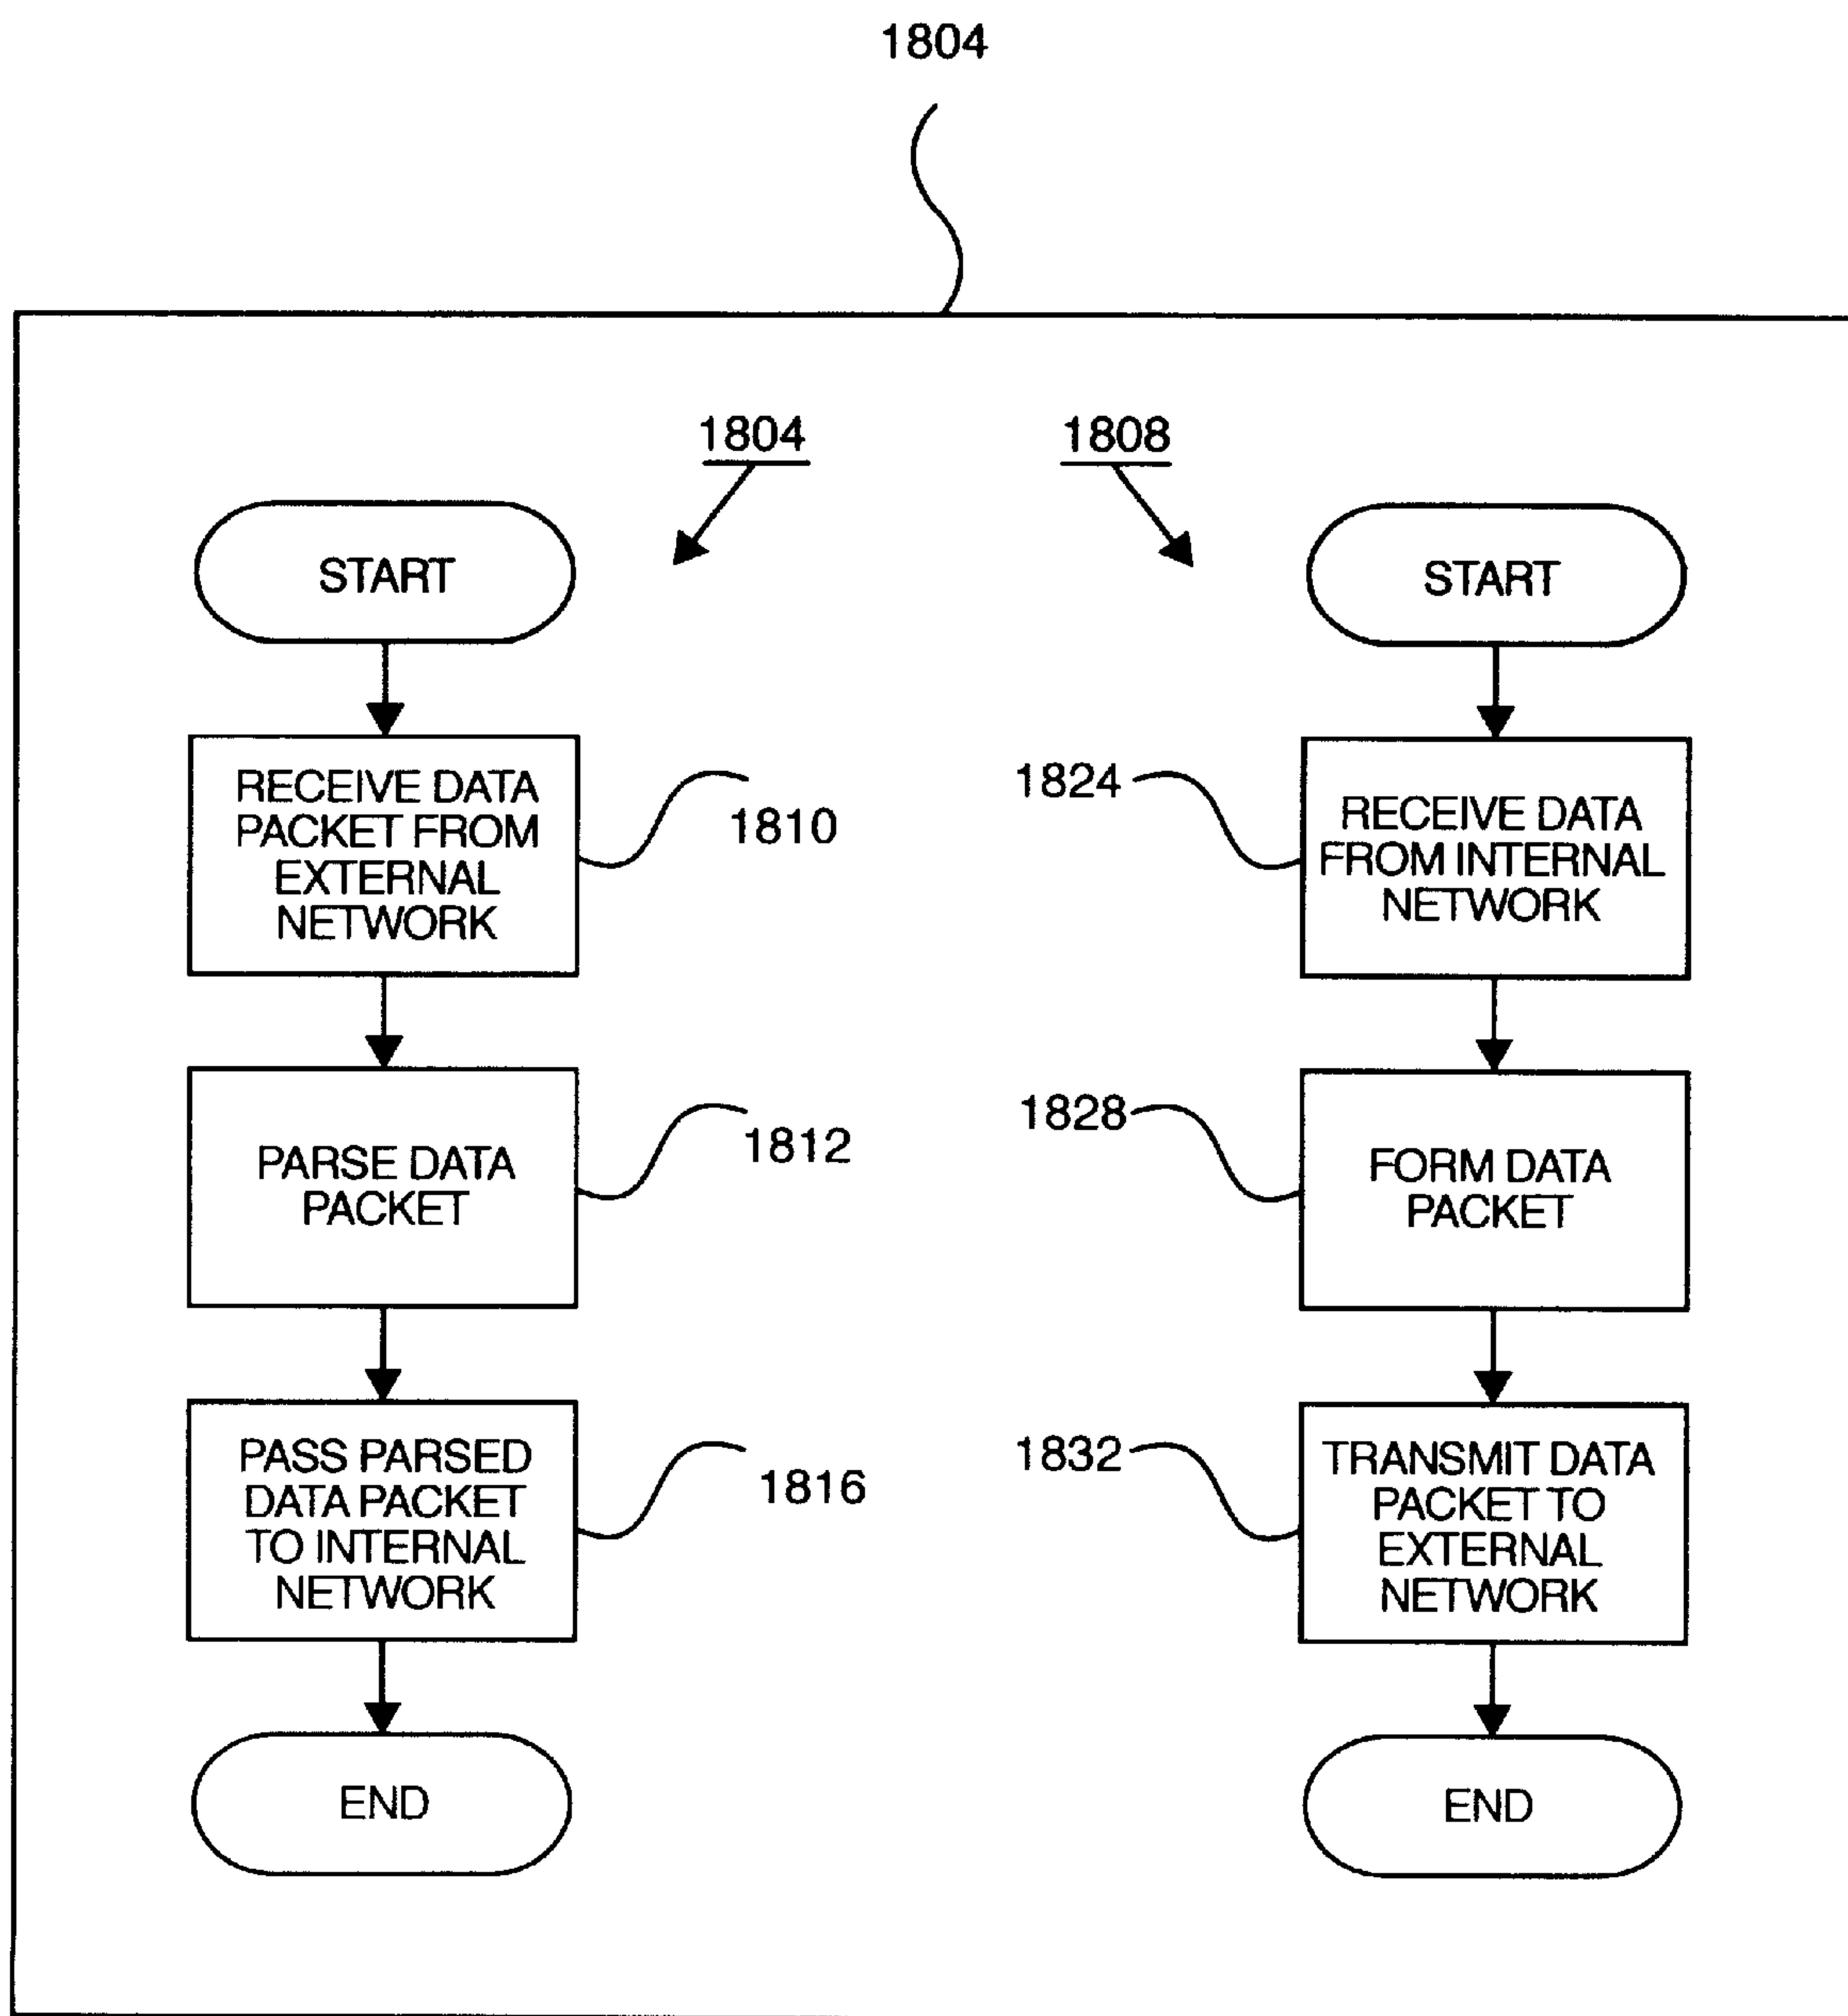 1804
1804
1808
START
RECEIVE DATA
PACKET FROM
EXTERNAL
NETWORK
1810
PARSE DATA
PACKET
1812
PASS PARSED
DATA PACKET
TO INTERNAL
NETWORK
1816
END
START
1824
RECEIVE DATA
FROM INTERNAL
NETWORK
1828
FORM DATA
PACKET
1832
TRANSMIT DATA
PACKET TO
EXTERNAL
NETWORK
END